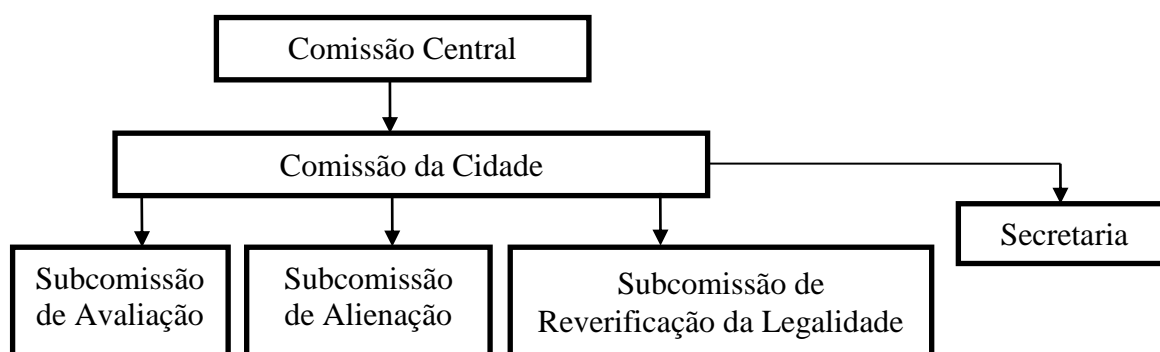 Comissão Central
Comissão da Cidade
Secretaria
Subcomissão
de Avaliação
Subcomissão
de Alienação
Subcomissão de
Reverificação da Legalidade